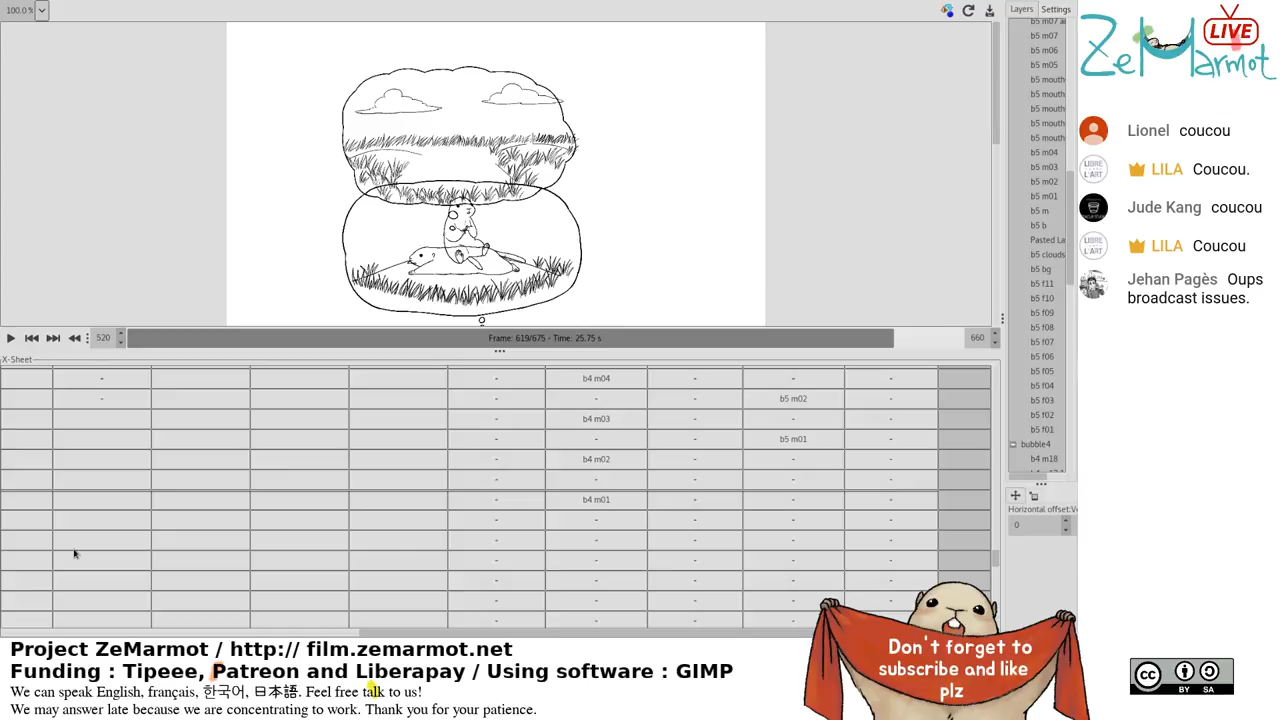 100.0 %
Layers
Settings
ZeMarmot
LIVE
b5 m07
b5 m06
b5 m05
b5 mouth
b5 mouth
b5 mouth
b5 mouth
b5 m04
b5 m03
b5 m02
b5 m01
b5 m
b5 b
Pasted La
b5 clouds
b5 bg
b5 f11
b5 f10
b5 f09
b5 f08
b5 f07
b5 f06
b5 f05
b5 f04
b5 f03
b5 f02
b5 f01
bubble4
b4 m18
Horizontal offset:V
0
Lionel coucou
LIBRE L'ART LILA Coucou.
Jude Kang coucou
LIBRE L'ART LILA Coucou
Jehan Pagès Oups
broadcast issues.
520
Frame: 619/675 - Time: 25.75 s
660
X-Sheet
- - b4 m04 - - -
- - - - b5 m02 -
- b4 m03 - - -
- - - b5 m01 -
- b4 m02 - - -
- - - - -
- b4 m01 - - -
- - - - -
- - - - -
- - - - -
- - - - -
- - - - -
- - - - -
Project ZeMarmot / http:// film.zemarmot.net
Funding : Tipeee, Patreon and Liberapay / Using software : GIMP
We can speak English, français, 한국어, 日本語. Feel free talk to us!
We may answer late because we are concentrating to work. Thank you for your patience.
Don't forget to
subscribe and like
plz
cc BY SA